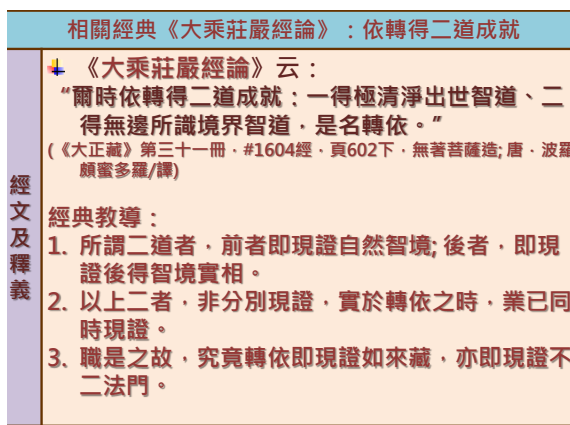 相關經典《大乘莊嚴經論》：依轉得二道成就
經文及釋義
《大乘莊嚴經論》云：
“爾時依轉得二道成就：一得極清淨出世智道、二
得無邊所識境界智道，是名轉依。”
(《大正藏》第三十一冊，#1604經，頁602下，無著菩薩造; 唐，波羅
頗蜜多羅/譯)
經典教導：
1. 所謂二道者，前者即現證自然智境; 後者，即現
證後得智境實相。
2. 以上二者，非分別現證，實於轉依之時，業已同
時現證。
3. 職是之故，究竟轉依即現證如來藏，亦即現證不
二法門。